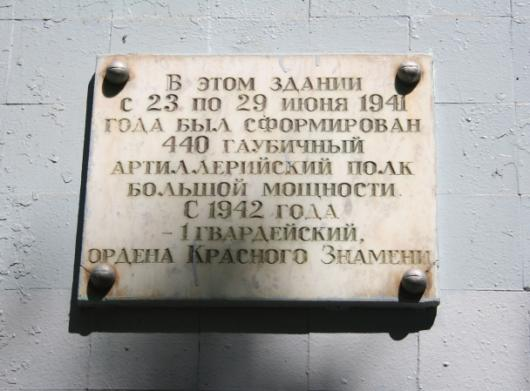 В этом здании
с 23 по 29 июня 1941
года был сформирован
440 гаубичный
артиллерийский полк
большой мощности.
С 1942 года
- 1 гвардейский,
ордена Красного Знамени.